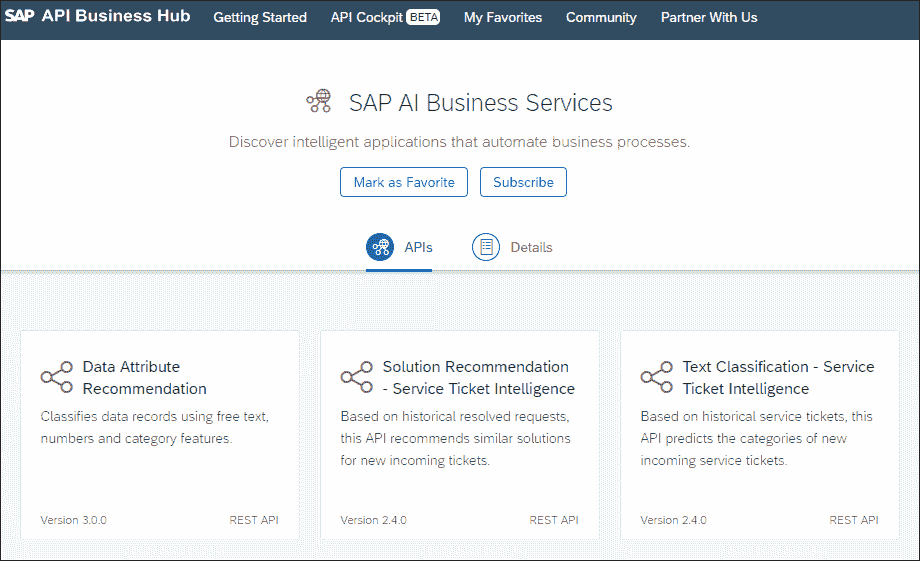 SAP API Business Hub Getting Started API Cockpit BETA My Favorites Community Partner With Us
SAP AI Business Services
Discover intelligent applications that automate business processes.
Mark as Favorite Subscribe
APIs Details
Data Attribute
Recommendation
Classifies data records using free text,
numbers and category features.
Version 3.0.0 REST API
Solution Recommendation
- Service Ticket Intelligence
Based on historical resolved requests,
this API recommends similar solutions
for new incoming tickets.
Version 2.4.0 REST API
Text Classification - Service
Ticket Intelligence
Based on historical service tickets, this
API predicts the categories of new
incoming service tickets.
Version 2.4.0 REST API